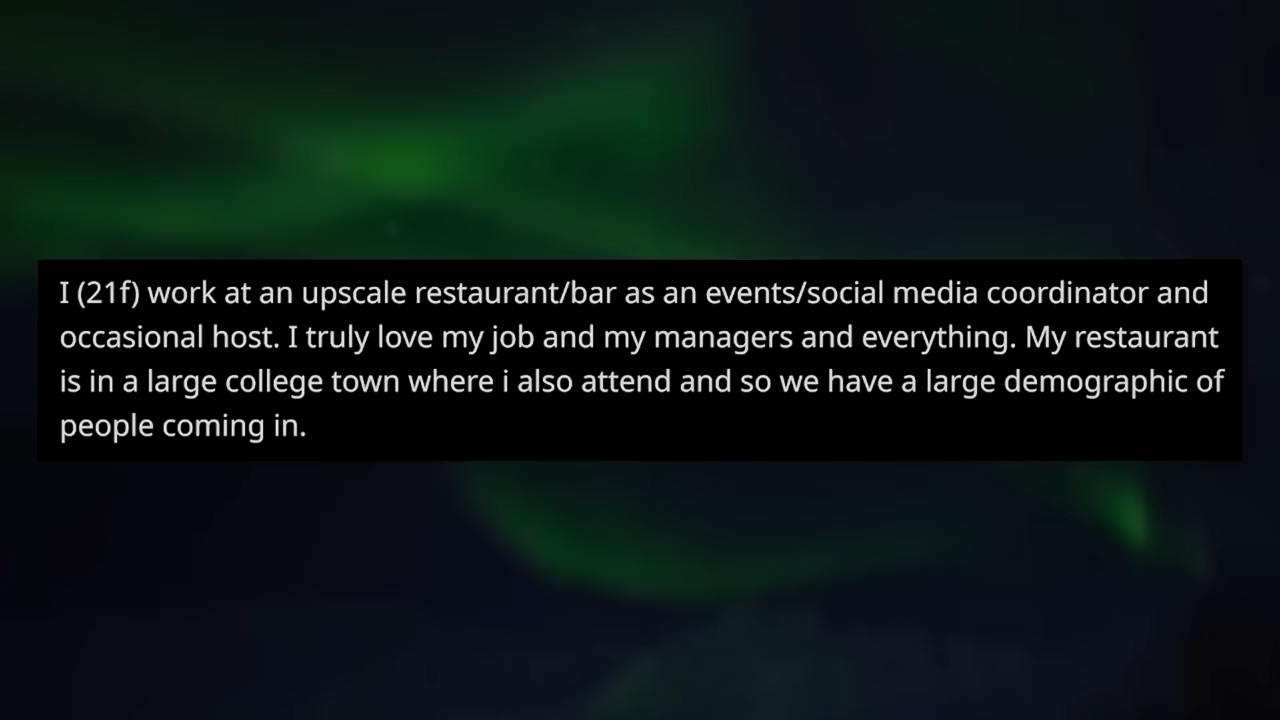 I (21f) work at an upscale restaurant/bar as an events/social media coordinator and
occasional host. I truly love my job and my managers and everything. My restaurant
is in a large college town where i also attend and so we have a large demographic of
people coming in.